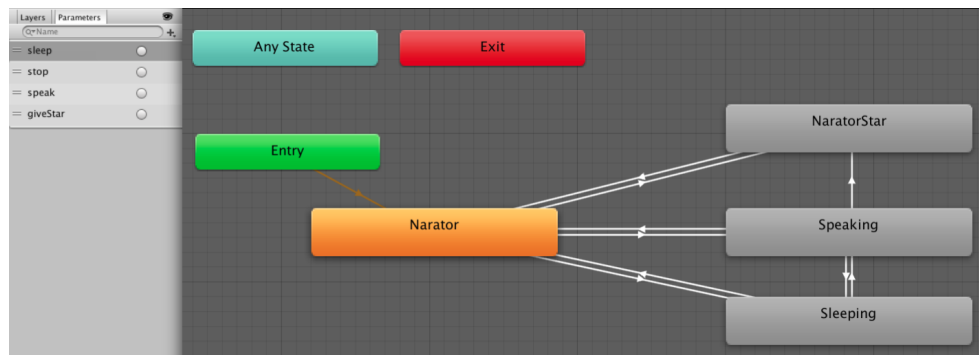 Layers Parameters
Name
sleep
stop
speak
giveStar
Any State
Exit
Entry
NaratorStar
Narator
Speaking
Sleeping